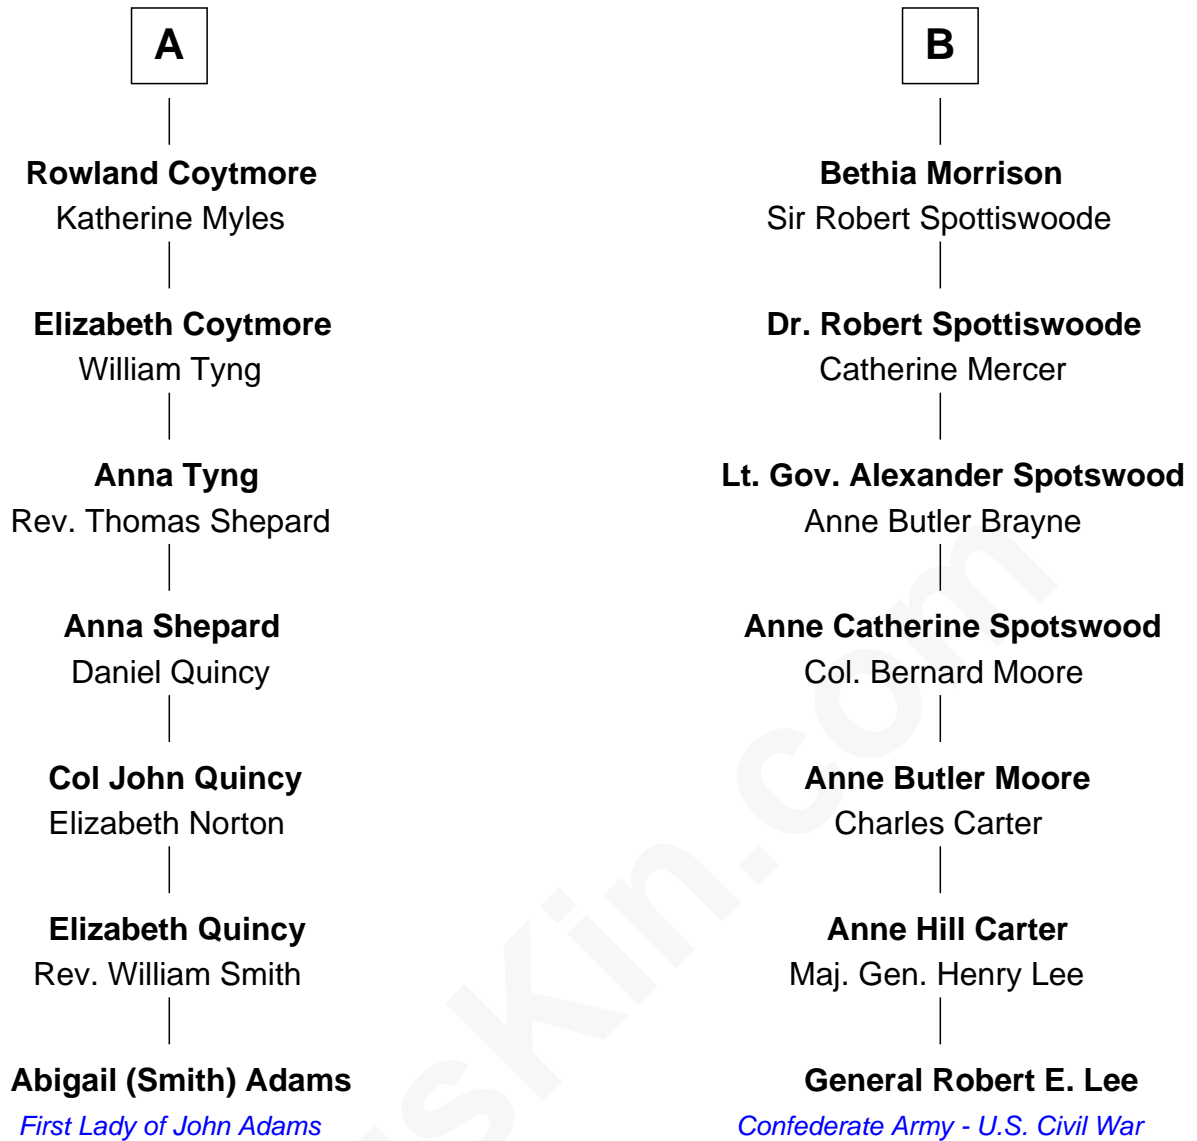 A
Rowland Coytmore
Katherine Myles
Elizabeth Coytmore
William Tyng
Anna Tyng
Rev. Thomas Shepard
Anna Shepard
Daniel Quincy
Col John Quincy
Elizabeth Norton
Elizabeth Quincy
Rev. William Smith
Abigail (Smith) Adams
First Lady of John Adams
B
Bethia Morrison
Sir Robert Spottiswoode
Dr. Robert Spottiswoode
Catherine Mercer
Lt. Gov. Alexander Spotswood
Anne Butler Brayne
Anne Catherine Spotswood
Col. Bernard Moore
Anne Butler Moore
Charles Carter
Anne Hill Carter
Maj. Gen. Henry Lee
General Robert E. Lee
Confederate Army - U.S. Civil War